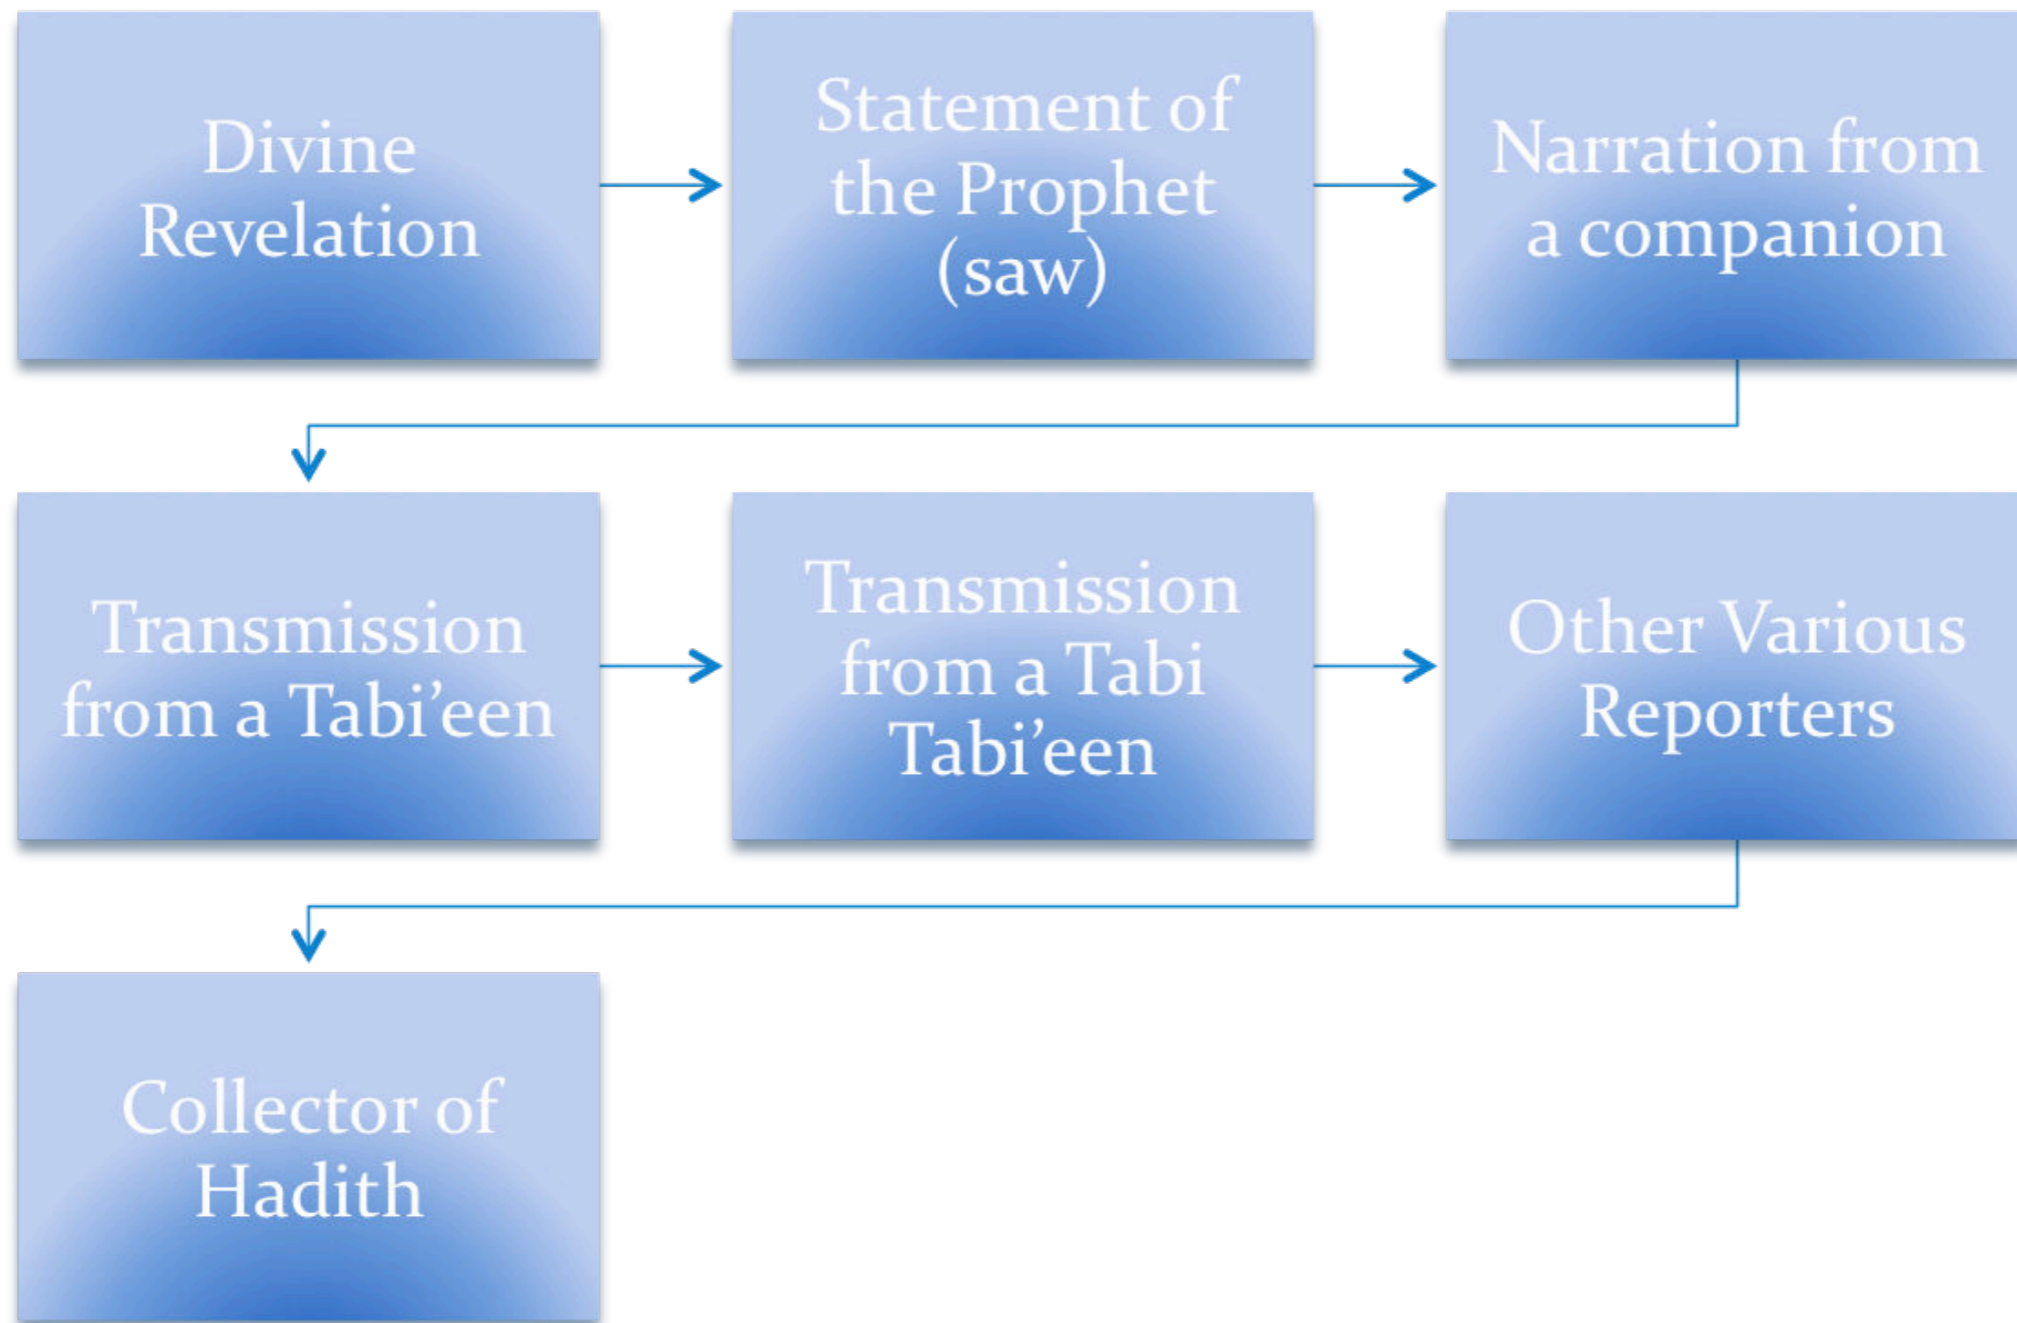 Divine
Revelation
Statement of
the Prophet
(saw)
Narration from
a companion
Transmission
from a Tabi’een
Transmission
from a Tabi
Tabi’een
Other Various
Reporters
Collector of
Hadith